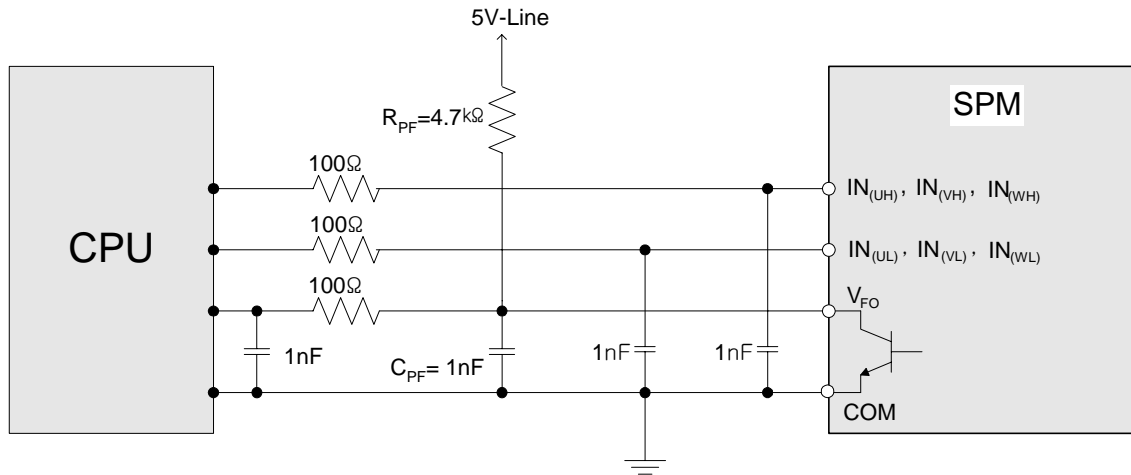 5V-Line
R_PF=4.7kΩ
SPM
100Ω
IN(UH), IN(VH), IN(WH)
CPU
100Ω
IN(UL), IN(VL), IN(WL)
100Ω
V_FO
1nF
C_PF= 1nF
1nF
1nF
COM